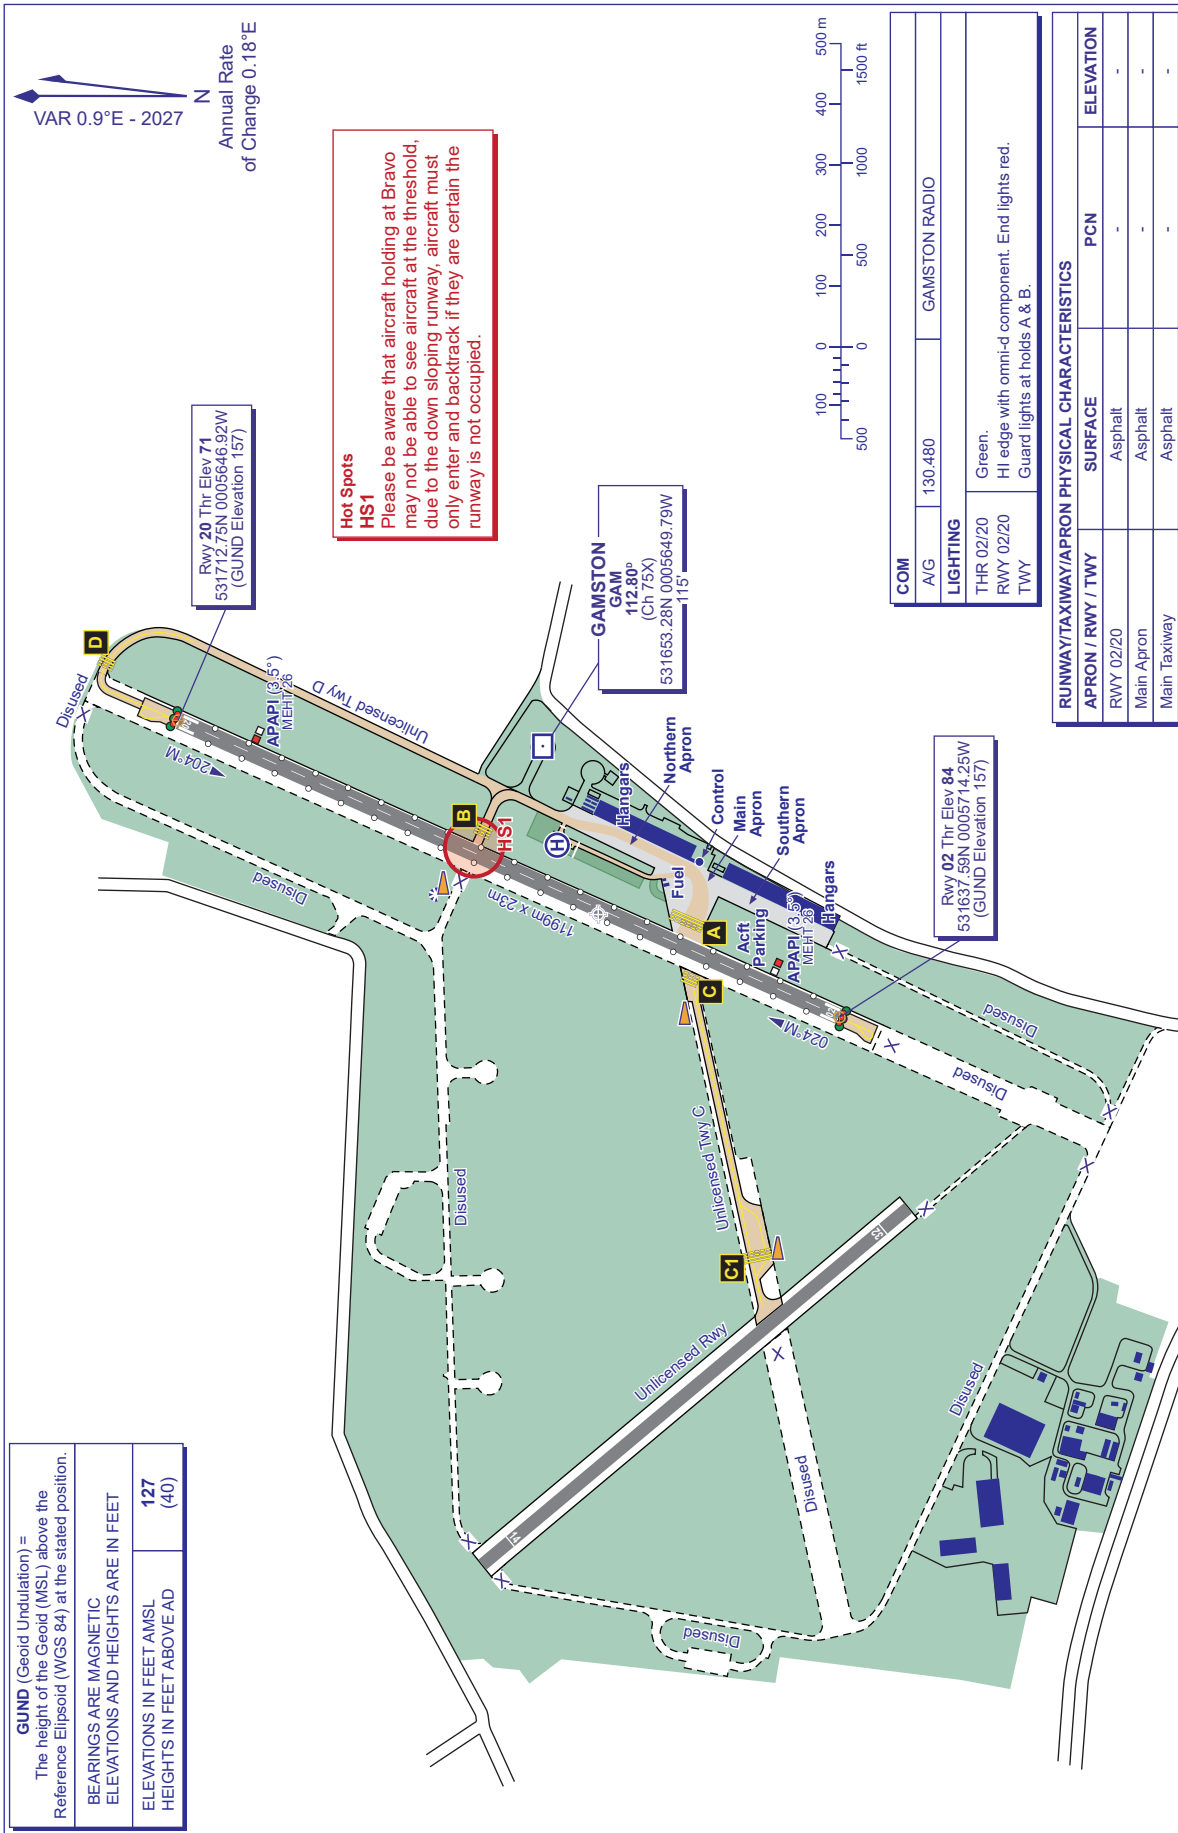 GUND (Geoid Undulation) =
The height of the Geoid (MSL) above the
Reference Elipsoid (WGS 84) at the stated position.
BEARINGS ARE MAGNETIC
ELEVATIONS AND HEIGHTS ARE IN FEET
ELEVATIONS IN FEET AMSL
HEIGHTS IN FEET ABOVE AD
127
(40)
VAR 0.9°E - 2027
N
Annual Rate
of Change 0.18°E
Hot Spots
HS1
Please be aware that aircraft holding at Bravo
may not be able to see aircraft at the threshold,
due to the down sloping runway, aircraft must
only enter and backtrack if they are certain the
runway is not occupied.
Rwy 20 Thr Elev 71
531712.75N 0005646.92W
(GUND Elevation 157)
GAMSTON
GAM
112.80°
(Ch 75X)
531653.28N 0005649.79W
115'
Rwy 02 Thr Elev 84
531637.59N 0005714.25W
(GUND Elevation 157)
D
Disused
X
204°M
APAPI (3.5°)
MEHT 26
Unlicensed Twy D
B
HS1
H
1199m x 23m
X
Disused
Hangars
Northern
Apron
Control
Main
Apron
Southern
Apron
Fuel
A
Acft
Parking
APAPI (3.5°)
MEHT 26
Hangars
C
024°M
X
X
Disused
Disused
X
X
Unlicensed Twy C
C1
Disused
32
X
Unlicensed Rwy
X
14
X
X
Disused
Disused
Disused
500 m
400
300
200
100
0
100
1500 ft
1000
500
0
500
COM
A/G
130.480
GAMSTON RADIO
LIGHTING
THR 02/20
Green.
RWY 02/20
HI edge with omni-d component. End lights red.
TWY
Guard lights at holds A & B.
RUNWAY/TAXIWAY/APRON PHYSICAL CHARACTERISTICS
APRON / RWY / TWY
SURFACE
PCN
ELEVATION
RWY 02/20
Asphalt
-
-
Main Apron
Asphalt
-
-
Main Taxiway
Asphalt
-
-